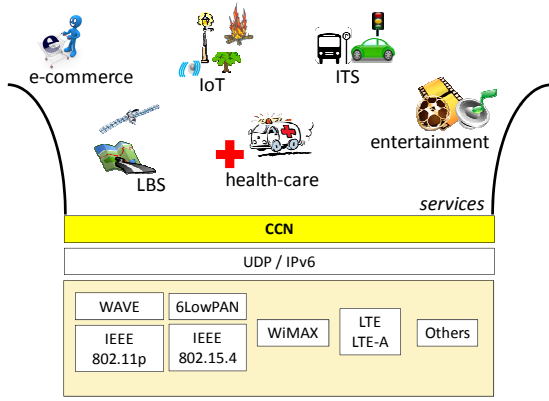 e-commerce
IoT
ITS
entertainment
LBS
health-care
services
CCN
UDP / IPv6
WAVE
6LowPAN
IEEE
802.11p
IEEE
802.15.4
WiMAX
LTE
LTE-A
Others